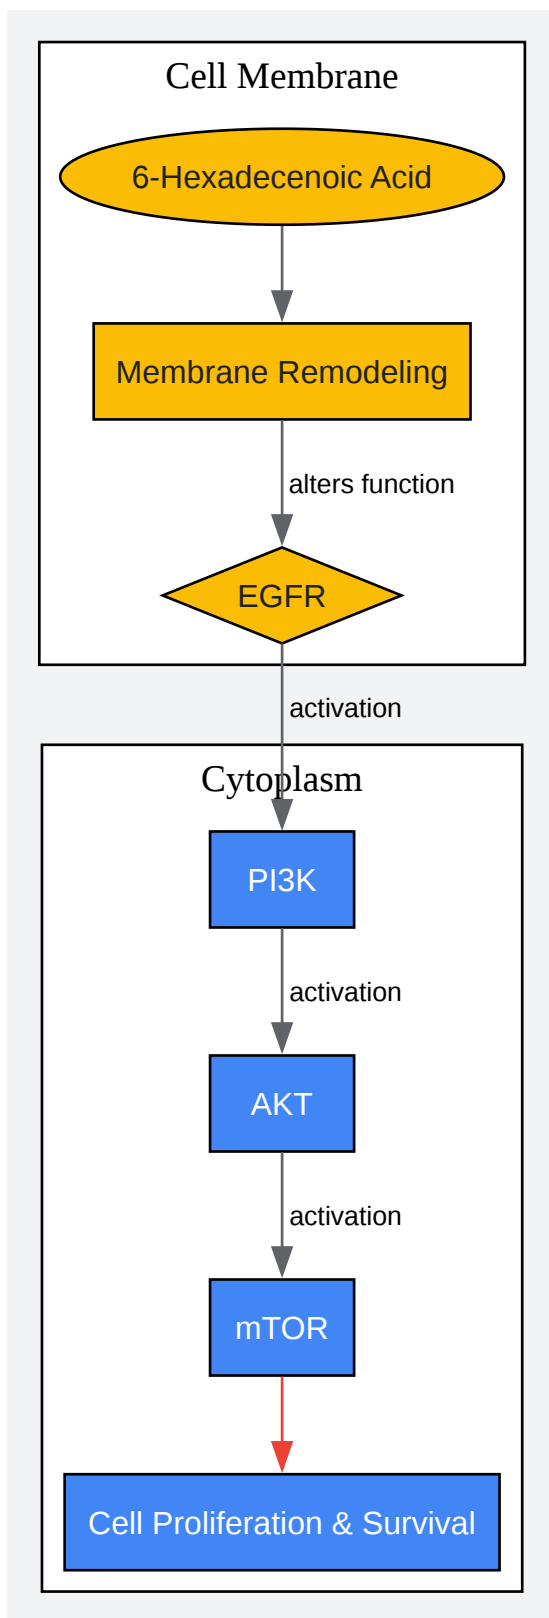 Cell Membrane
6-Hexadecenoic Acid
Membrane Remodeling
alters function
EGFR
activation
Cytoplasm
PI3K
activation
AKT
activation
mTOR
Cell Proliferation & Survival